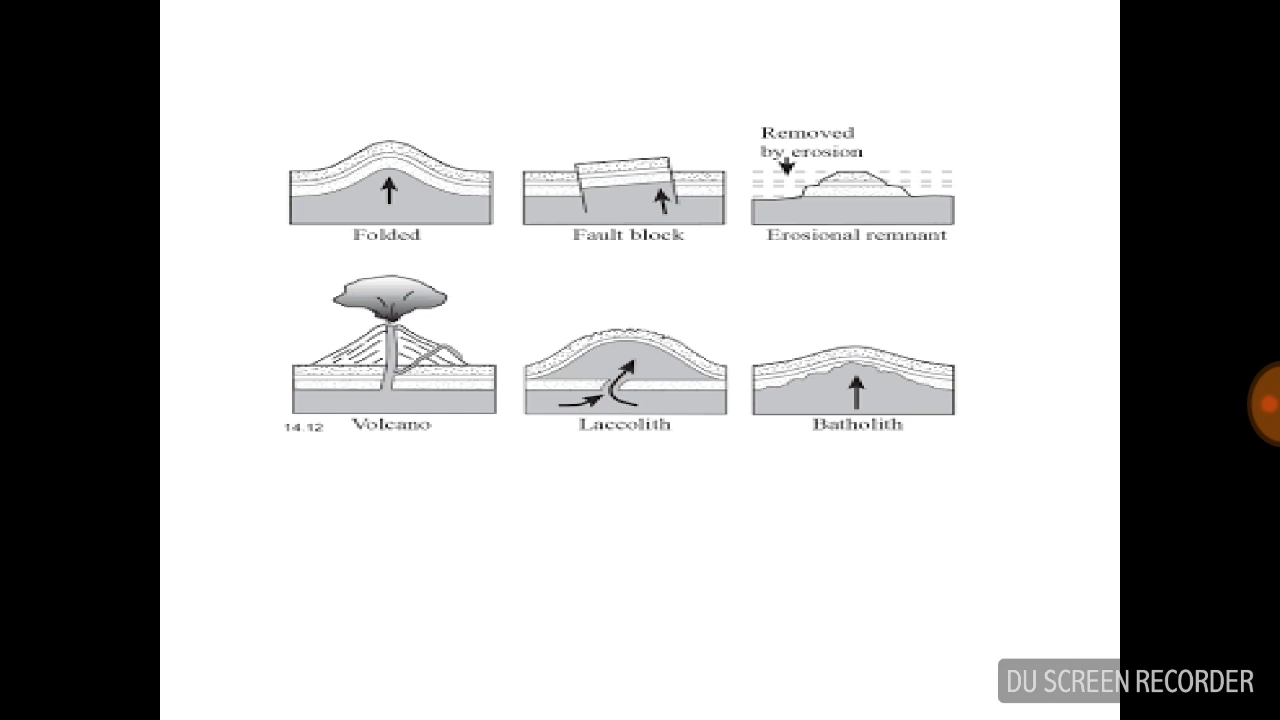 Removed
by erosion
Folded
Fault block
Erosional remnant
14.12
Volcano
Laccolith
Batholith
DU SCREEN RECORDER